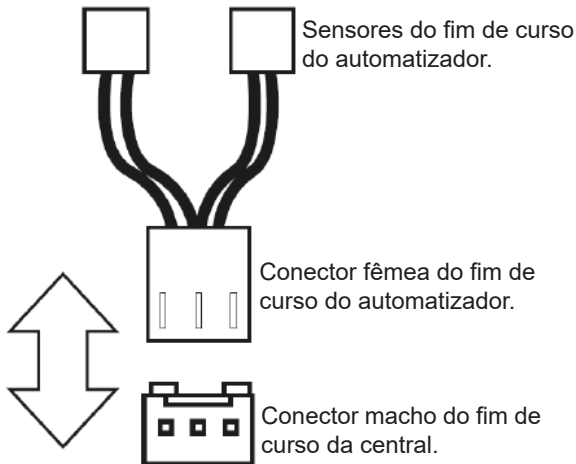 Sensores do fim de curso
do automatizador.
Conector fêmea do fim de
curso do automatizador.
Conector macho do fim de
curso da central.